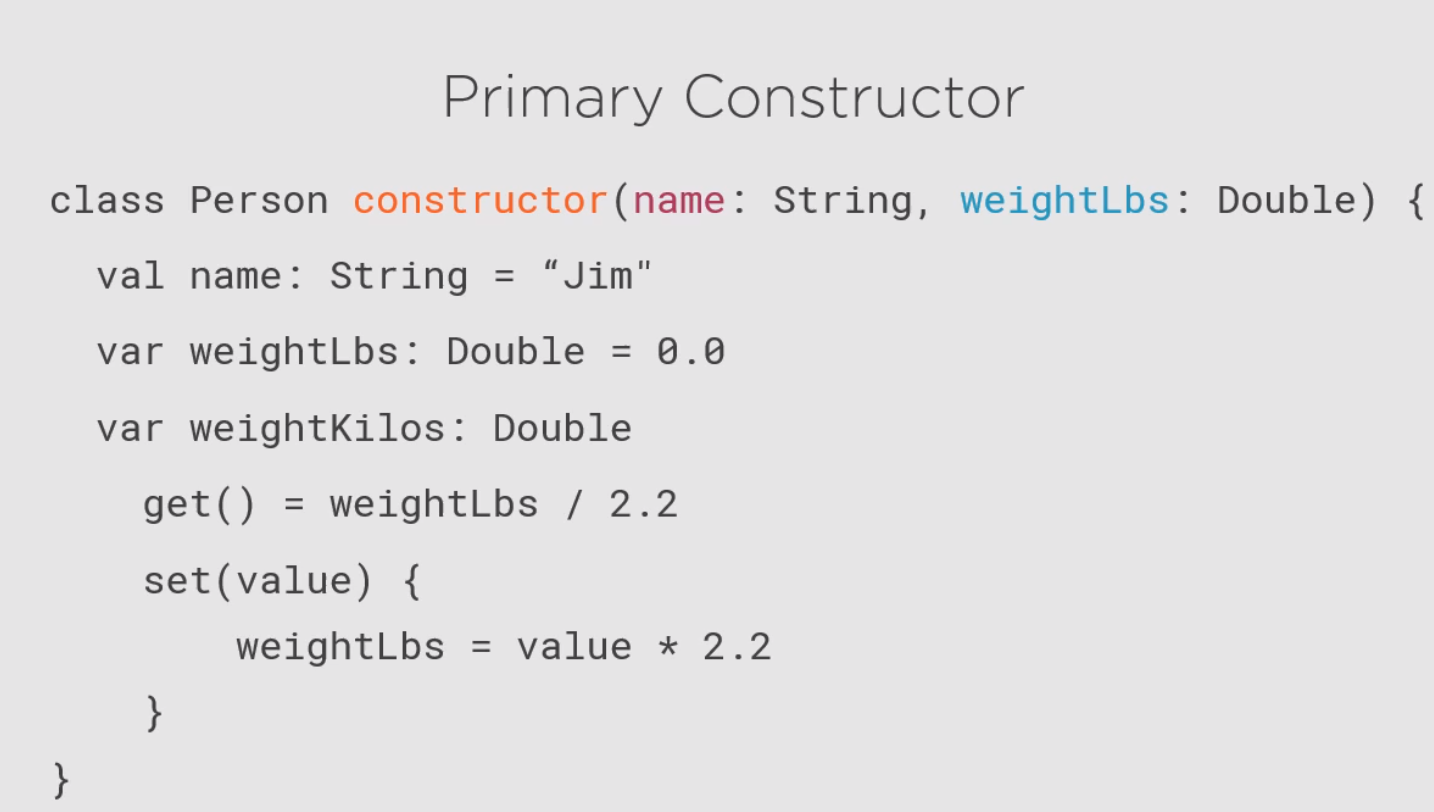 Primary Constructor
class Person constructor(name: String, weightLbs: Double) {
val name: String = “Jim"
var weightLbs: Double = 0.0
var weightKilos: Double
get() = weightLbs / 2.2
set(value) {
weightLbs = value * 2.2
}
}